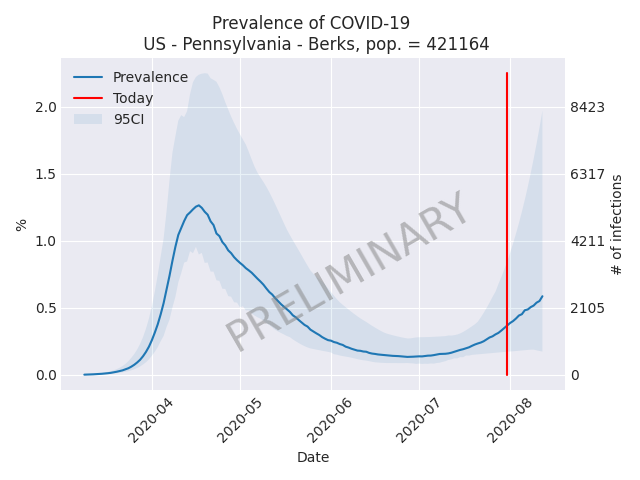 Prevalence of COVID-19
US - Pennsylvania - Berks, pop. = 421164
Prevalence
Today
95CI
2.0
1.5
1.0
0.5
0.0
%
8423
6317
4211
2105
0
# of infections
PRELIMINARY
2020-04
2020-05
2020-06
2020-07
2020-08
Date